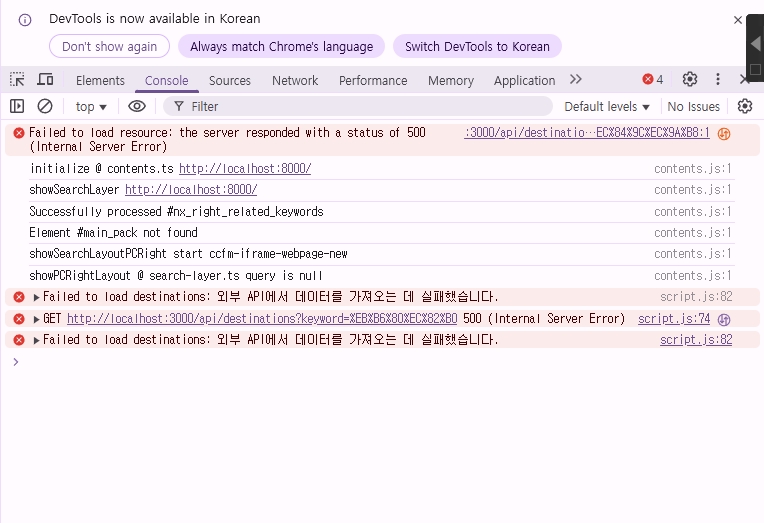 DevTools is now available in Korean
Don't show again
Always match Chrome's language
Switch DevTools to Korean
Elements
Console
Sources
Network
Performance
Memory
Application
4
top
Filter
Default levels
No Issues
Failed to load resource: the server responded with a status of 500 :3000/api/destinatio…EC%84%9C%EC%9A%B8:1
(Internal Server Error)
initialize @ contents.ts http://localhost:8000/ contents.js:1
showSearchLayer http://localhost:8000/ contents.js:1
Successfully processed #nx_right_related_keywords contents.js:1
Element #main_pack not found contents.js:1
showSearchLayoutPCRight start ccfm-iframe-webpage-new contents.js:1
showPCRightLayout @ search-layer.ts query is null contents.js:1
Failed to load destinations: 외부 API에서 데이터를 가져오는 데 실패했습니다. script.js:82
GET http://localhost:3000/api/destinations?keyword=%EB%B6%80%EC%82%B0 500 (Internal Server Error) script.js:74
Failed to load destinations: 외부 API에서 데이터를 가져오는 데 실패했습니다. script.js:82